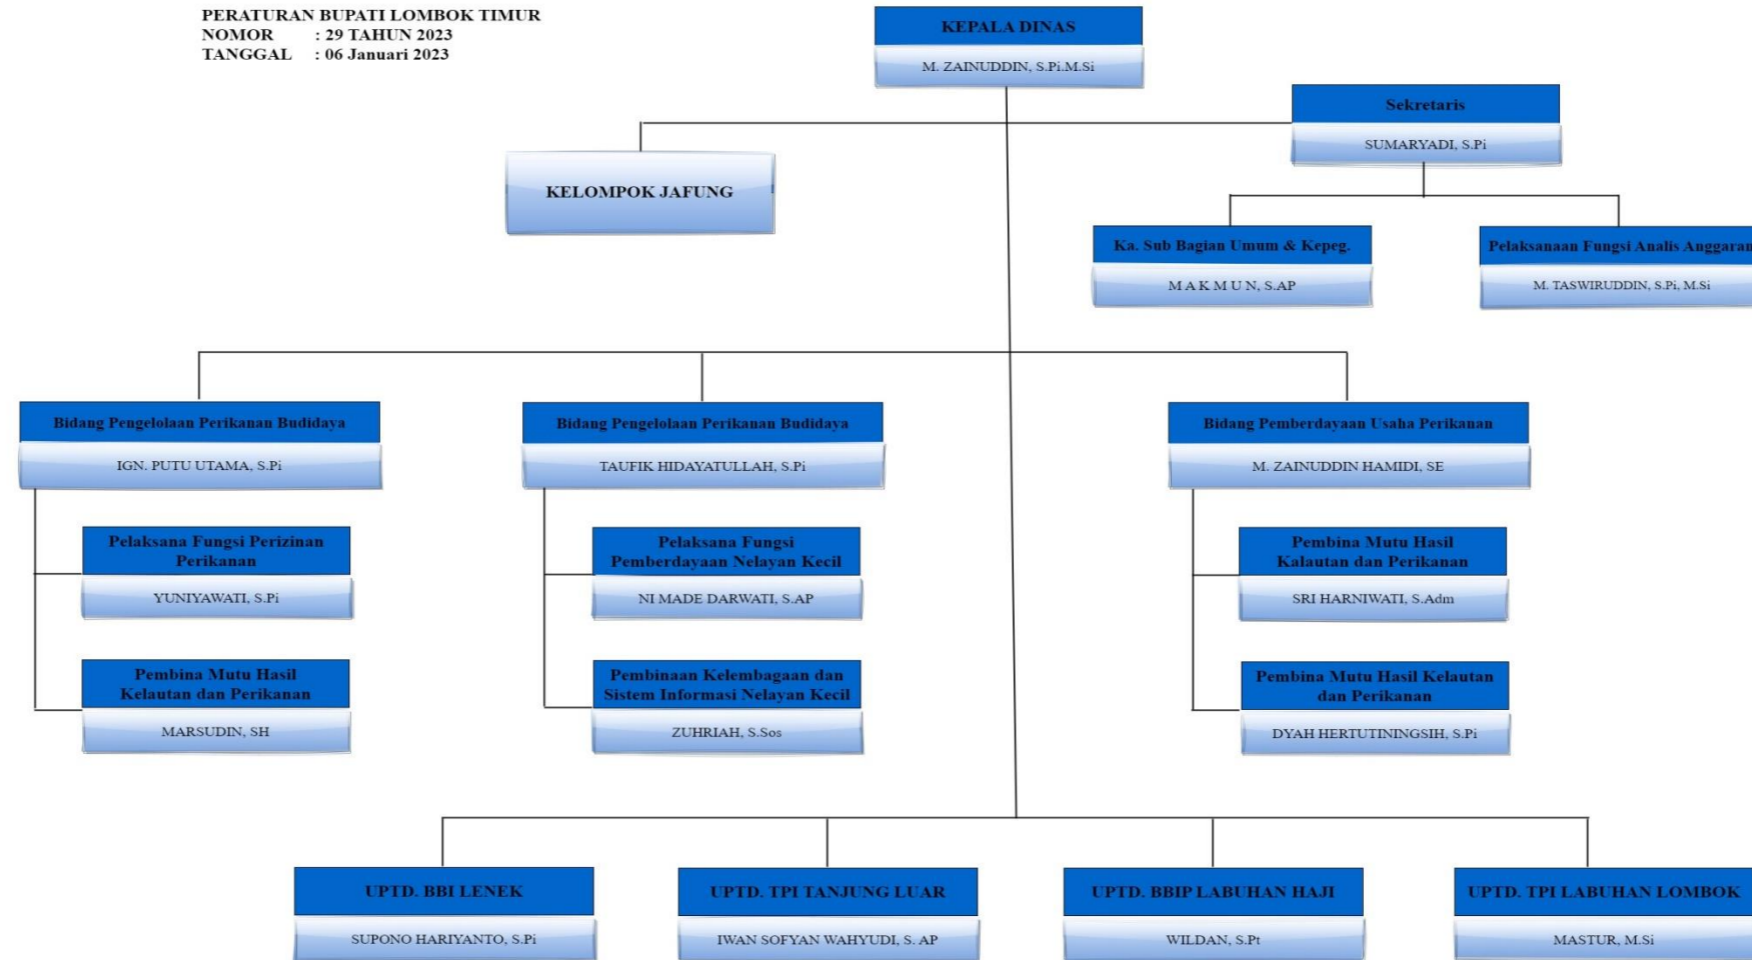 PERATURAN BUPATI LOMBOK TIMUR
NOMOR : 29 TAHUN 2023
TANGGAL : 06 Januari 2023
KEPALA DINAS
M. ZAINUDDIN, S.Pi.M.Si
Sekretaris
SUMARYADI, S.Pi
KELOMPOK JAFUNG
Ka. Sub Bagian Umum & Kepeg.
M A K M U N, S.AP
Pelaksanaan Fungsi Analis Anggaran
M. TASWIRUDDIN, S.Pi, M.Si
Bidang Pengelolaan Perikanan Budidaya
IGN. PUTU UTAMA, S.Pi
Bidang Pengelolaan Perikanan Budidaya
TAUFIK HIDAYATULLAH, S.Pi
Bidang Pemberdayaan Usaha Perikanan
M. ZAINUDDIN HAMIDI, SE
Pelaksana Fungsi Perizinan
Perikanan
YUNIYAWATI, S.Pi
Pelaksana Fungsi
Pemberdayaan Nelayan Kecil
NI MADE DARWATI, S.AP
Pembina Mutu Hasil
Kalautan dan Perikanan
SRI HARNIWATI, S.Adm
Pembina Mutu Hasil
Kelautan dan Perikanan
MARSUDIN, SH
Pembinaan Kelembagaan dan
Sistem Informasi Nelayan Kecil
ZUHRIAH, S.Sos
Pembina Mutu Hasil Kelautan
dan Perikanan
DYAH HERTUTININGSIH, S.Pi
UPTD. BBI LENEK
SUPONO HARIYANTO, S.Pi
UPTD. TPI TANJUNG LUAR
IWAN SOFYAN WAHYUDI, S. AP
UPTD. BBIP LABUHAN HAJI
WILDAN, S.Pt
UPTD. TPI LABUHAN LOMBOK
MASTUR, M.Si